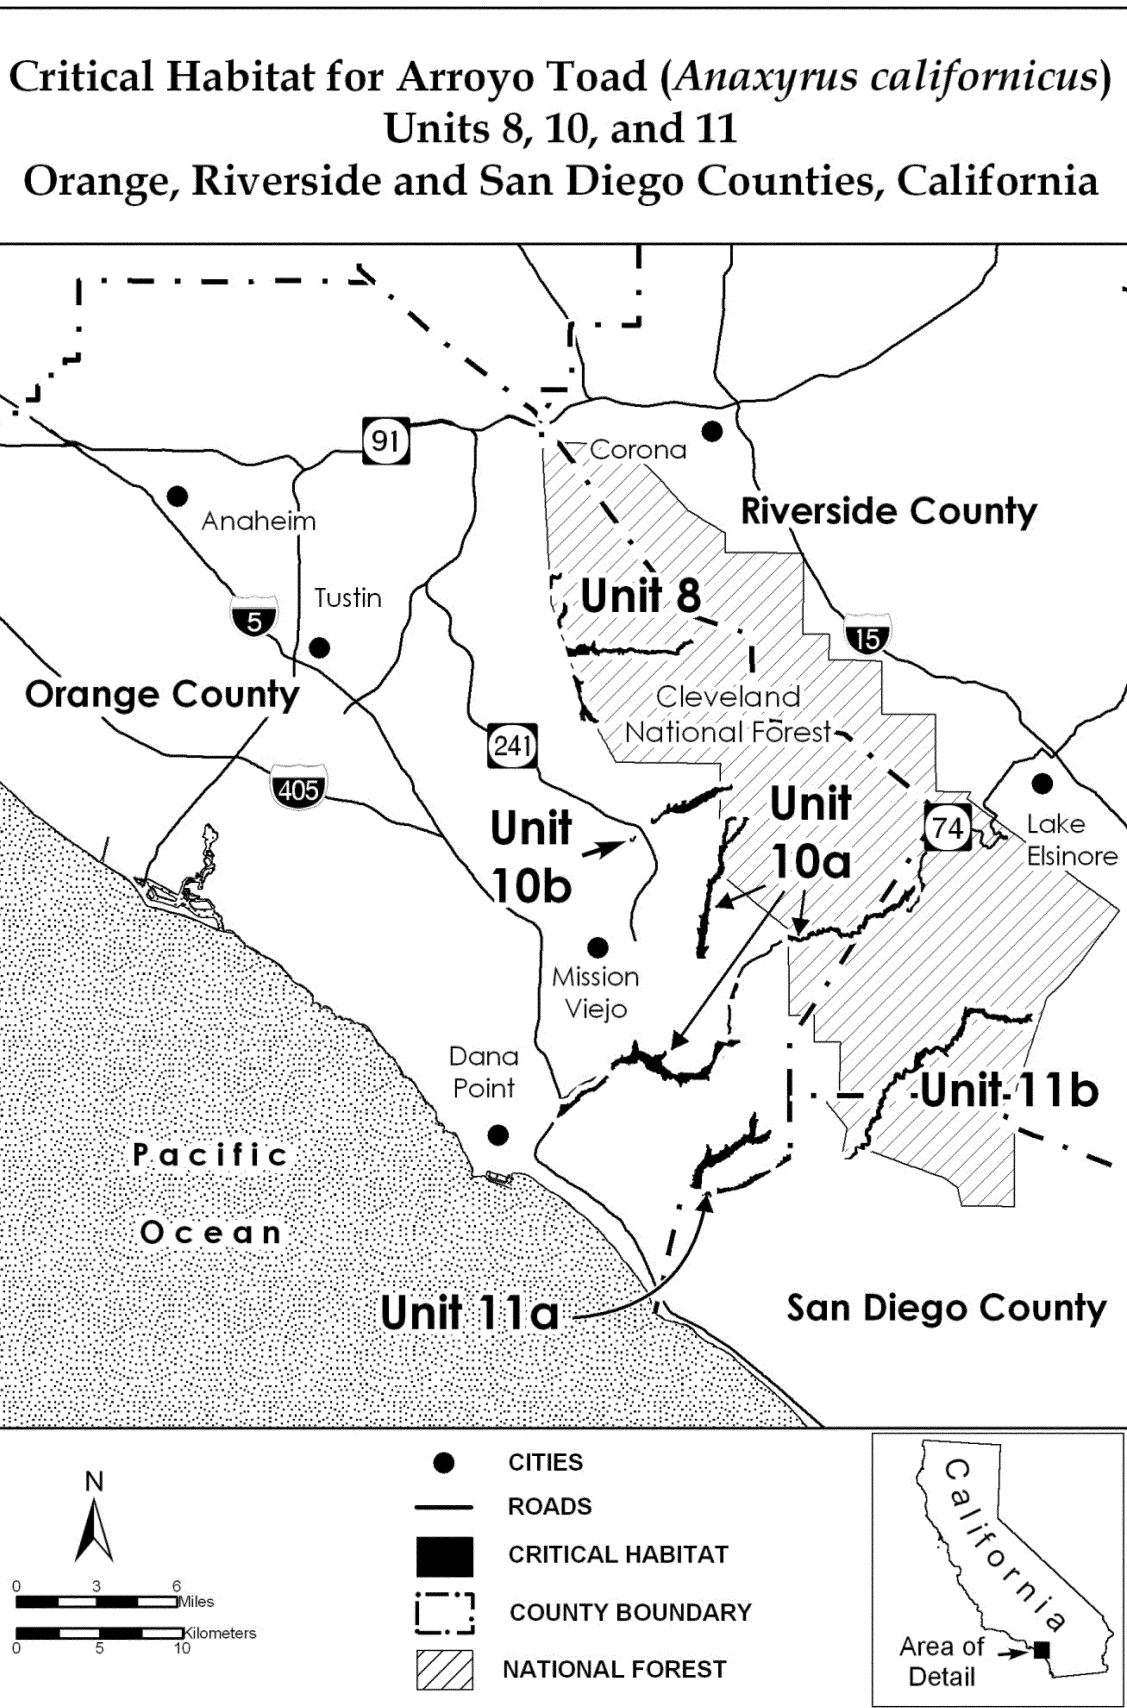 Critical Habitat for Arroyo Toad (Anaxyrus californicus)
Units 8, 10, and 11
Orange, Riverside and San Diego Counties, California
91
Corona
Anaheim
Riverside County
Tustin
Unit 8
5
15
Orange County
Cleveland
National Forest
241
405
Unit
10a
Unit
10b
74
Lake
Elsinore
Mission
Viejo
Dana
Point
Unit 11b
Pacific
Ocean
Unit 11a
San Diego County
N
0 3 6
Miles
Kilometers
0 5 10
CITIES
ROADS
CRITICAL HABITAT
COUNTY BOUNDARY
NATIONAL FOREST
California
Area of
Detail